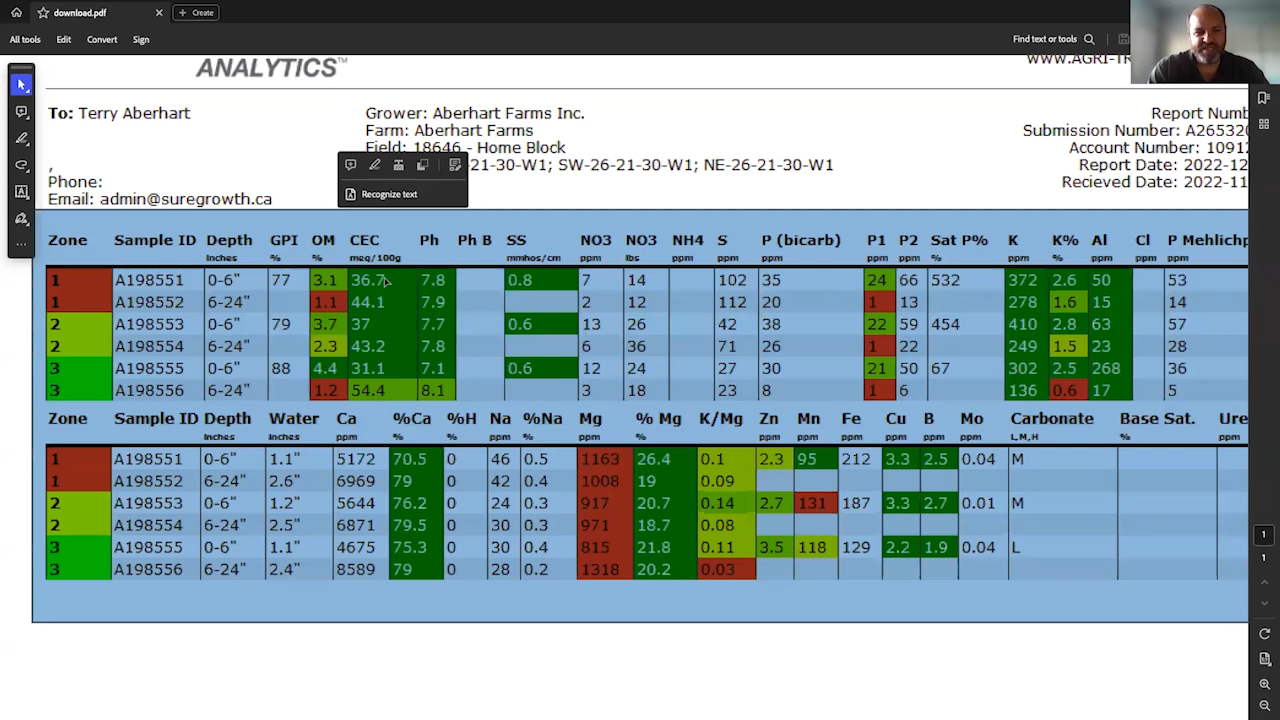 download.pdf
Create
All tools Edit Convert Sign
Find text or tools
ANALYTICS™
WWW.AGRI-TR
To: Terry Aberhart
Grower: Aberhart Farms Inc.
Farm: Aberhart Farms
Field: 18646 - Home Block
21-30-W1; SW-26-21-30-W1; NE-26-21-30-W1
Report Numb
Submission Number: A265320
Account Number: 10912
Report Date: 2022-12
Recieved Date: 2022-11
,
Phone:
Email: admin@suregrowth.ca
Recognize text
Zone Sample ID Depth GPI OM CEC Ph Ph B SS NO3 NO3 NH4 S P (bicarb) P1 P2 Sat P% K K% Al Cl P Mehlichp
Inches % % meq/100g mmhos/cm ppm lbs ppm ppm ppm ppm ppm % ppm % ppm ppm ppm
1 A198551 0-6" 77 3.1 36.7 7.8 0.8 7 14 102 35 24 66 532 372 2.6 50 53
1 A198552 6-24" 1.1 44.1 7.9 2 12 112 20 1 13 278 1.6 15 14
2 A198553 0-6" 79 3.7 37 7.7 0.6 13 26 42 38 22 59 454 410 2.8 63 57
2 A198554 6-24" 2.3 43.2 7.8 6 36 71 26 1 22 249 1.5 23 28
3 A198555 0-6" 88 4.4 31.1 7.1 0.6 12 24 27 30 21 50 67 302 2.5 268 36
3 A198556 6-24" 1.2 54.4 8.1 3 18 23 8 1 6 136 0.6 17 5
Zone Sample ID Depth Water Ca %Ca %H Na %Na Mg % Mg K/Mg Zn Mn Fe Cu B Mo Carbonate Base Sat. Ure
Inches Inches ppm % % ppm % ppm % ppm ppm ppm ppm ppm ppm L,M,H % ppm
1 A198551 0-6" 1.1" 5172 70.5 0 46 0.5 1163 26.4 0.1 2.3 95 212 3.3 2.5 0.04 M
1 A198552 6-24" 2.6" 6969 79 0 42 0.4 1008 19 0.09
2 A198553 0-6" 1.2" 5644 76.2 0 24 0.3 917 20.7 0.14 2.7 131 187 3.3 2.7 0.01 M
2 A198554 6-24" 2.5" 6871 79.5 0 30 0.3 971 18.7 0.08
3 A198555 0-6" 1.1" 4675 75.3 0 30 0.4 815 21.8 0.11 3.5 118 129 2.2 1.9 0.04 L
3 A198556 6-24" 2.4" 8589 79 0 28 0.2 1318 20.2 0.03
1
1